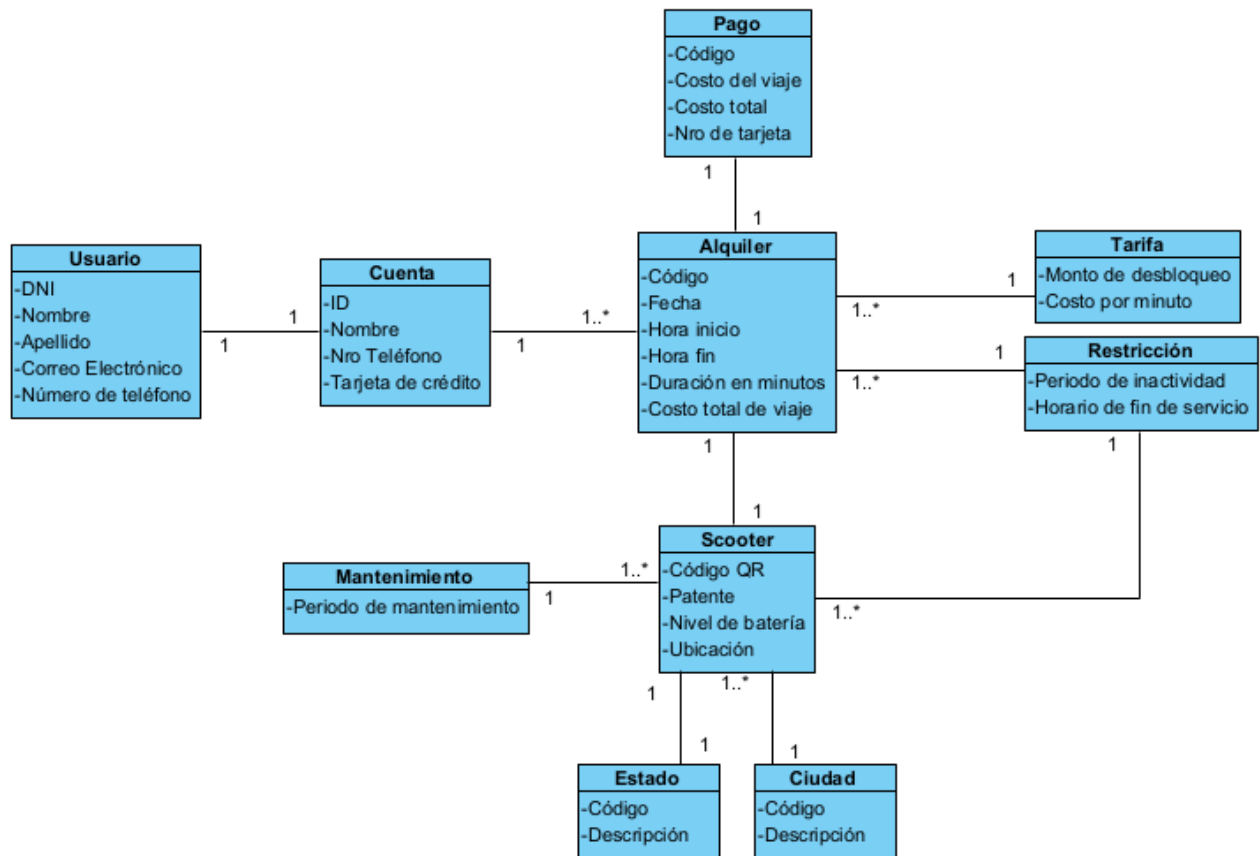 Pago
-Código
-Costo del viaje
-Costo total
-Nro de tarjeta
1
1
Usuario
-DNI
-Nombre
-Apellido
-Correo Electrónico
-Número de teléfono
1
1
Cuenta
-ID
-Nombre
-Nro Teléfono
-Tarjeta de crédito
1..*
1
Alquiler
-Código
-Fecha
-Hora inicio
-Hora fin
-Duración en minutos
-Costo total de viaje
1
1..*
Tarifa
-Monto de desbloqueo
-Costo por minuto
1
1..*
Restricción
-Periodo de inactividad
-Horario de fin de servicio
1
1
1
Mantenimiento
-Periodo de mantenimiento
1..*
1
Scooter
-Código QR
-Patente
-Nivel de batería
-Ubicación
1..*
1
1..*
1
1
Estado
-Código
-Descripción
Ciudad
-Código
-Descripción